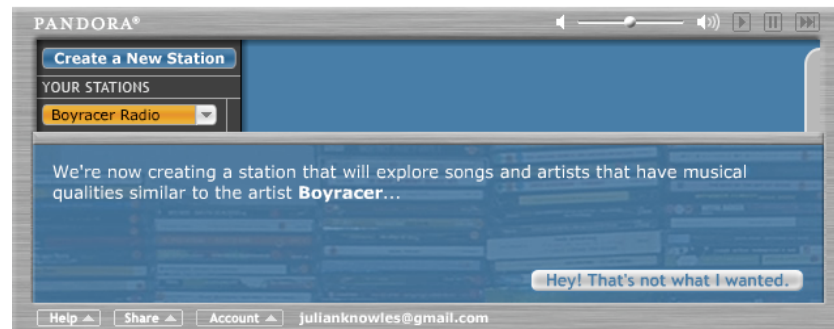 PANDORA®
Create a New Station
YOUR STATIONS
Boyracer Radio
We're now creating a station that will explore songs and artists that have musical
qualities similar to the artist Boyracer...
Hey! That's not what I wanted.
Help Share Account julianknowles@gmail.com